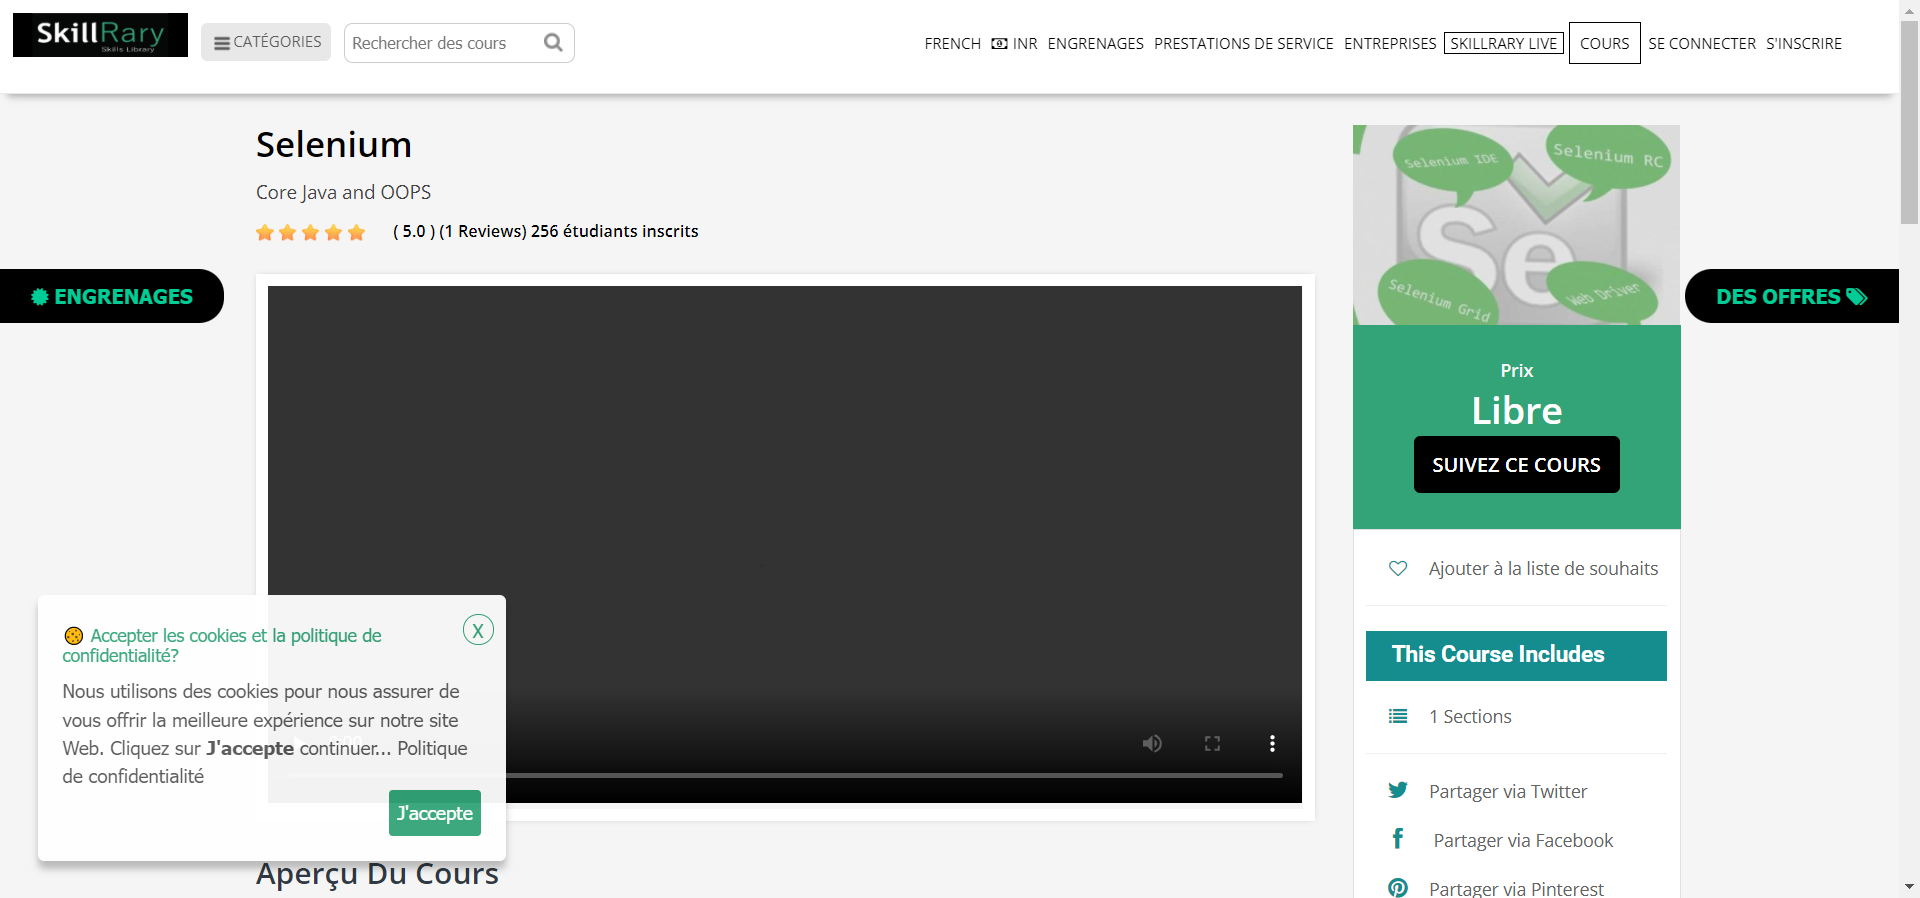 SkillRary
Skills Library
CATÉGORIES
Rechercher des cours
FRENCH INR ENGRENAGES PRESTATIONS DE SERVICE ENTREPRISES SKILLRARY LIVE COURS SE CONNECTER S'INSCRIRE
Selenium
Core Java and OOPS
( 5.0 ) (1 Reviews) 256 étudiants inscrits
ENGRENAGES
Selenium IDE
Selenium RC
Se
Selenium Grid
Web Driver
DES OFFRES
Prix
Libre
SUIVEZ CE COURS
Ajouter à la liste de souhaits
This Course Includes
1 Sections
Partager via Twitter
Partager via Facebook
Partager via Pinterest
Accepter les cookies et la politique de
confidentialité?
X
Nous utilisons des cookies pour nous assurer de
vous offrir la meilleure expérience sur notre site
Web. Cliquez sur J'accepte continuer... Politique
de confidentialité
J'accepte
Aperçu Du Cours